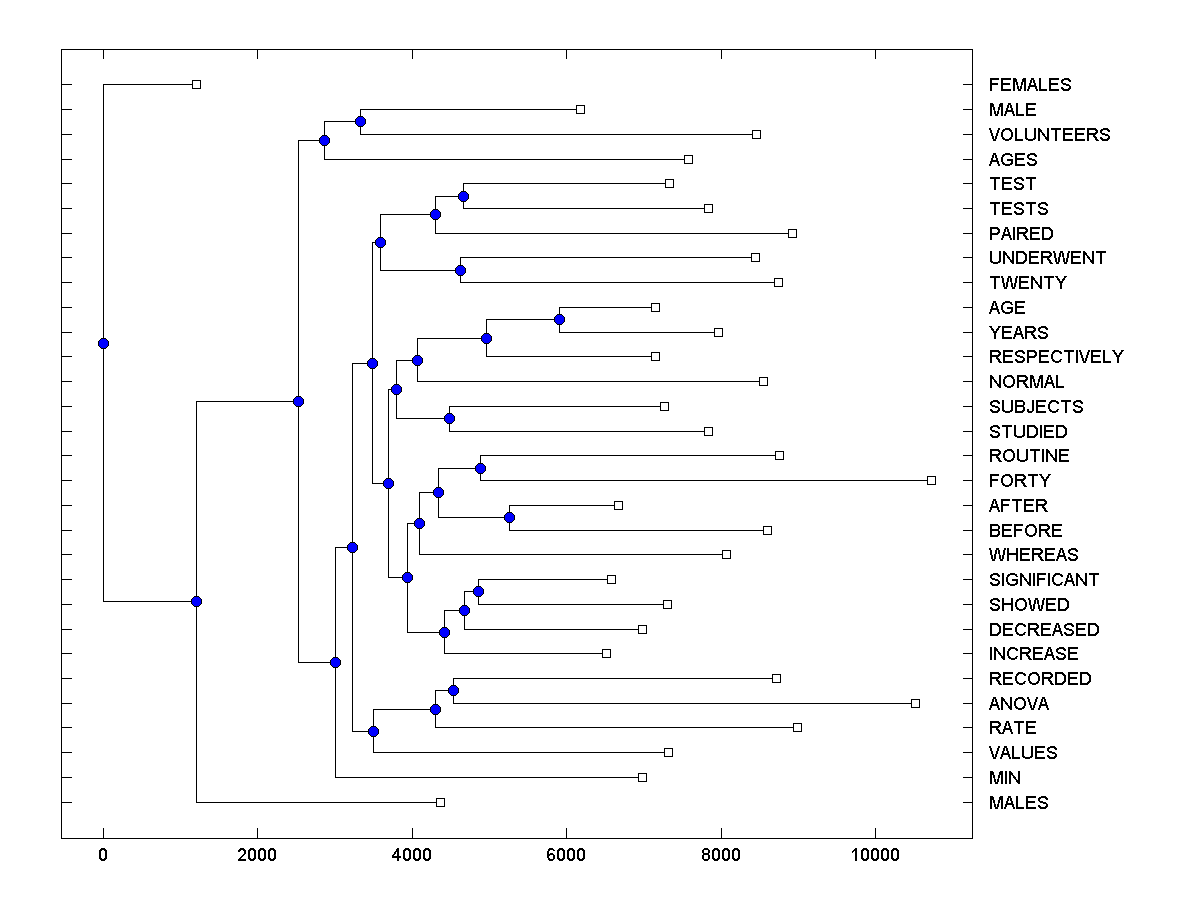 FEMALES
MALE
VOLUNTEERS
AGES
TEST
TESTS
PAIRED
UNDERWENT
TWENTY
AGE
YEARS
RESPECTIVELY
NORMAL
SUBJECTS
STUDIED
ROUTINE
FORTY
AFTER
BEFORE
WHEREAS
SIGNIFICANT
SHOWED
DECREASED
INCREASE
RECORDED
ANOVA
RATE
VALUES
MIN
MALES
0 2000 4000 6000 8000 10000